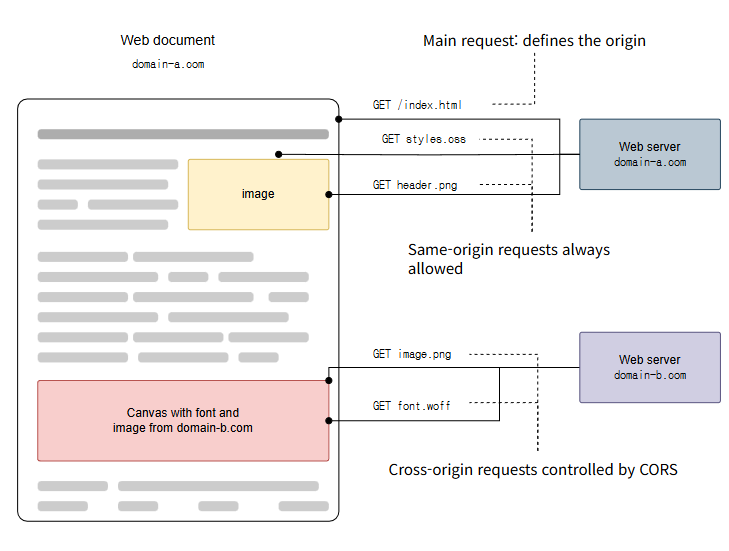 Web document
domain-a.com
Main request: defines the origin
GET /index.html
GET styles.oss
Web server
domain-a.com
image
GET header.png
Same-origin requests always
allowed
GET image.png
Web server
domain-b.com
Canvas with font and
image from domain-b.com
GET font.woff
Cross-origin requests controlled by CORS